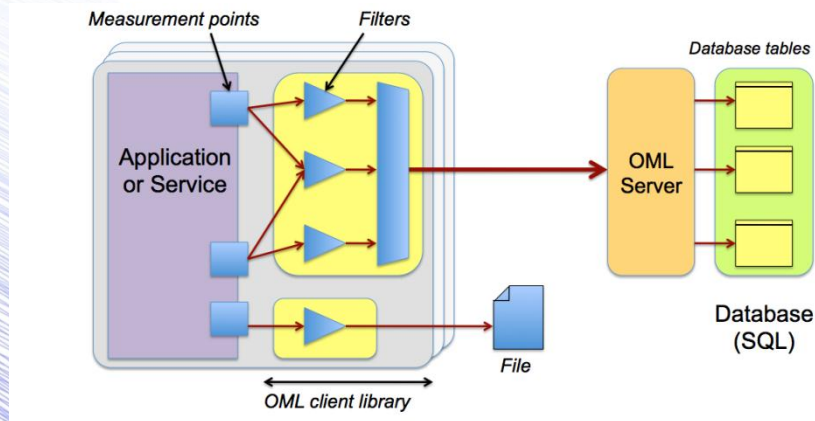 Measurement points
Filters
Database tables
Application
or Service
OML
Server
Database
(SQL)
File
OML client library